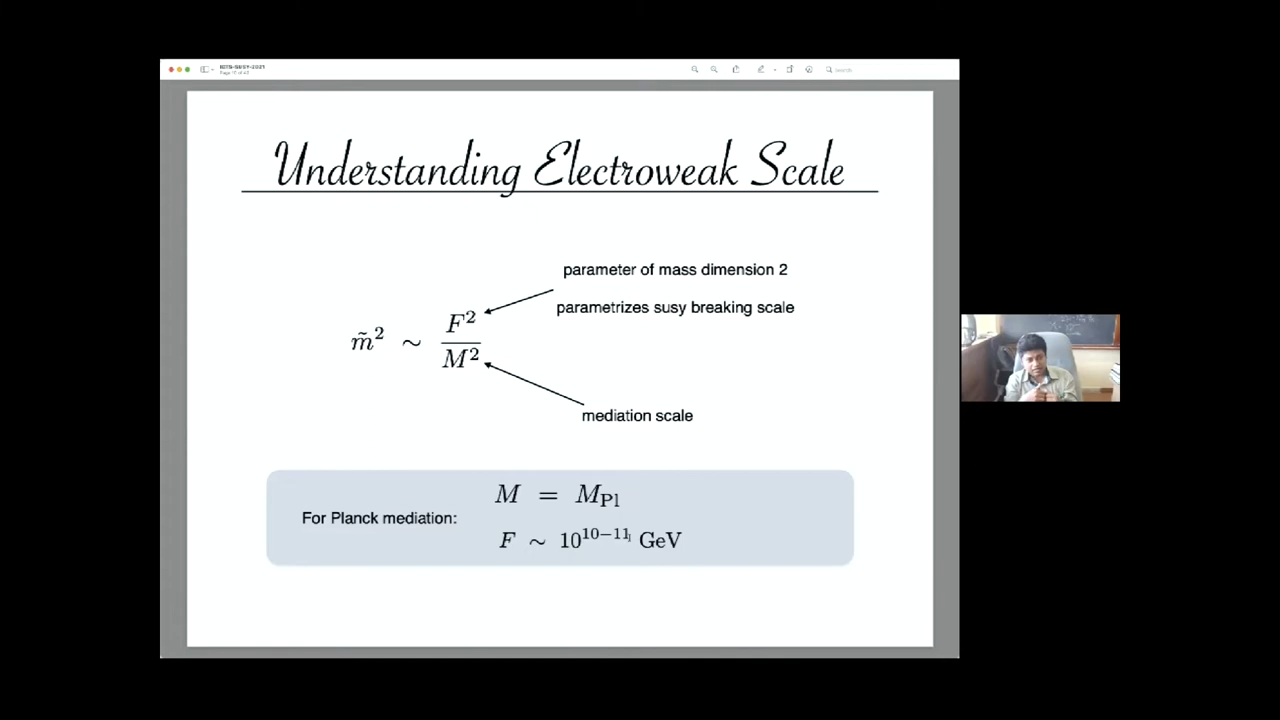 Understanding Electroweak Scale
parameter of mass dimension 2
parametrizes susy breaking scale
m̃² ~ F²/M²
mediation scale
For Planck mediation:
M = M_Pl
F ~ 10^{10−11} GeV